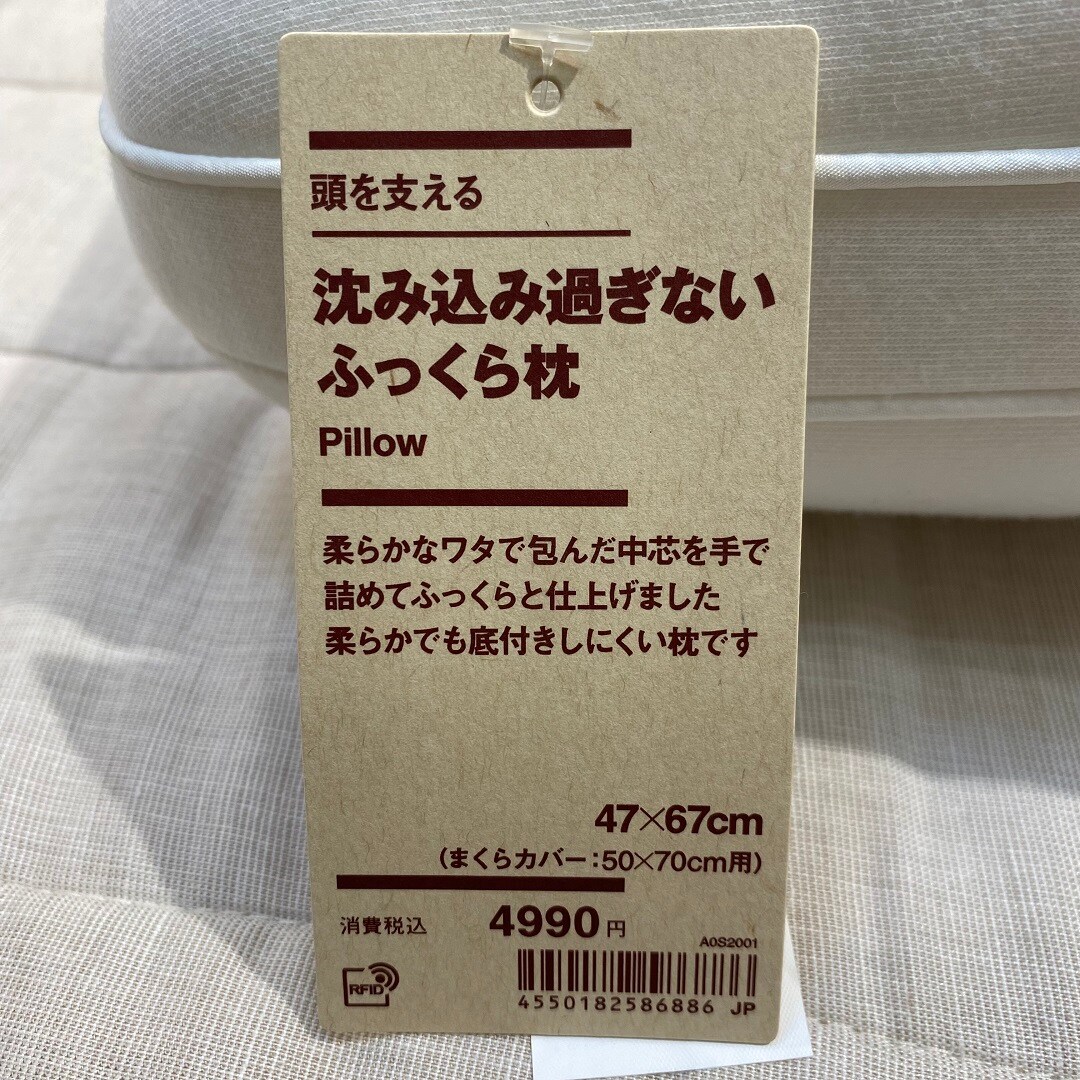 頭を支える
沈み込み過ぎない
ふっくら枕
Pillow
柔らかなワタで包んだ中芯を手で
詰めてふっくらと仕上げました
柔らかでも底付きしにくい枕です
47×67cm
(まくらカバー:50×70cm用)
消費税込 4990円
A0S2001
RFID
4550182586886 JP